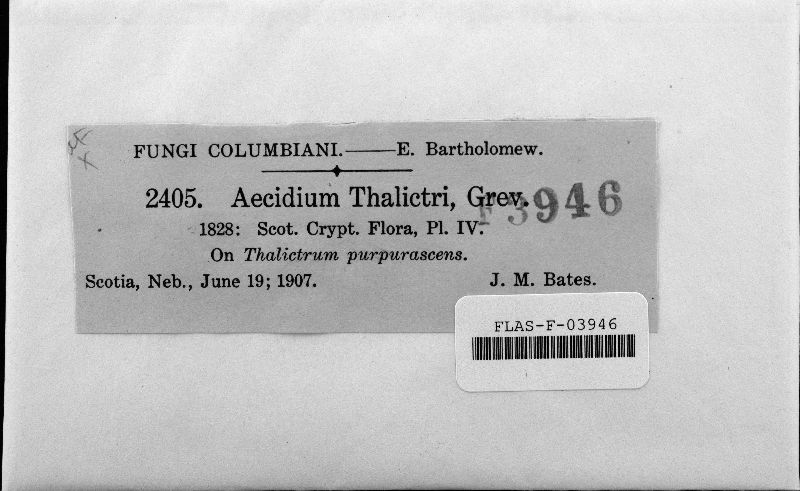 FUNGI COLUMBIANI.——E. Bartholomew.
2405. Aecidium Thalictri, Grev.
F 3946
1828: Scot. Crypt. Flora, Pl. IV.
On Thalictrum purpurascens.
Scotia, Neb., June 19; 1907. J. M. Bates.
FLAS-F-03946